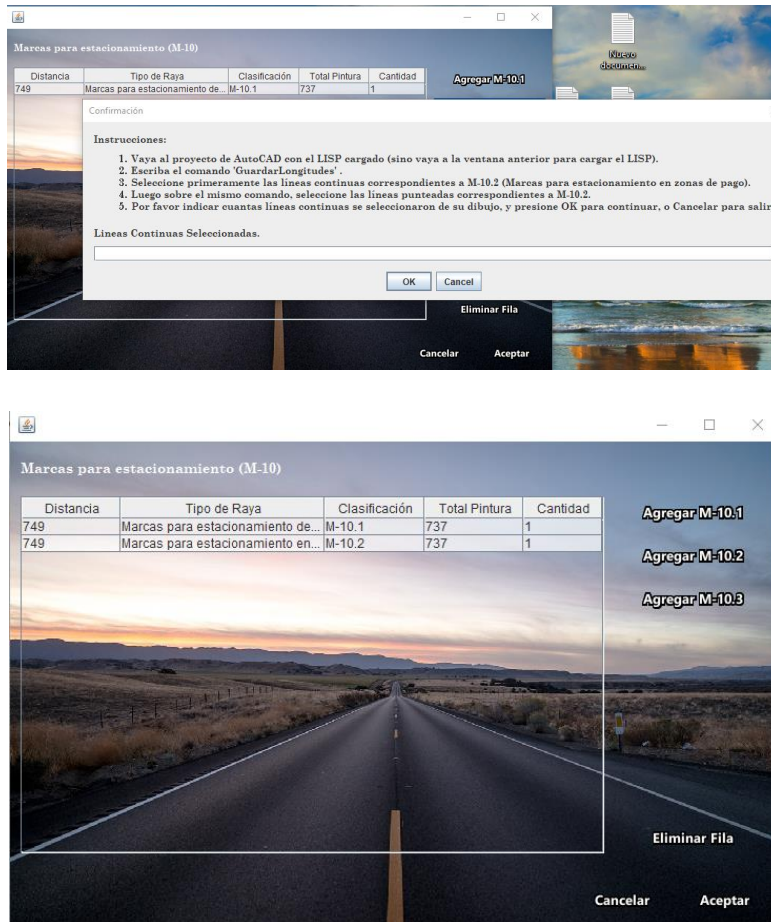 Marcas para estacionamiento (M-10)
Distancia Tipo de Raya Clasificación Total Pintura Cantidad
749 Marcas para estacionamiento de... M-10.1 737 1
Agregar M-10.1
Nuevo
documen...
Confirmación
Instrucciones:
1. Vaya al proyecto de AutoCAD con el LISP cargado (sino vaya a la ventana anterior para cargar el LISP).
2. Escriba el comando 'GuardarLongitudes' .
3. Seleccione primeramente las líneas continuas correspondientes a M-10.2 (Marcas para estacionamiento en zonas de pago).
4. Luego sobre el mismo comando, seleccione las líneas punteadas correspondientes a M-10.2.
5. Por favor indicar cuantas líneas continuas se seleccionaron de su dibujo, y presione OK para continuar, o Cancelar para salir
Lineas Continuas Seleccionadas.
OK Cancel
Eliminar Fila
Cancelar Aceptar
Marcas para estacionamiento (M-10)
Distancia Tipo de Raya Clasificación Total Pintura Cantidad
749 Marcas para estacionamiento de... M-10.1 737 1
749 Marcas para estacionamiento en... M-10.2 737 1
Agregar M-10.1
Agregar M-10.2
Agregar M-10.3
Eliminar Fila
Cancelar Aceptar